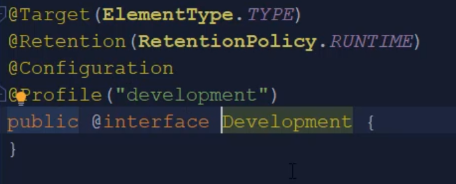 @Target(ElementType.TYPE)
@Retention(RetentionPolicy.RUNTIME)
@Configuration
@Profile("development")
public @interface Development {
}